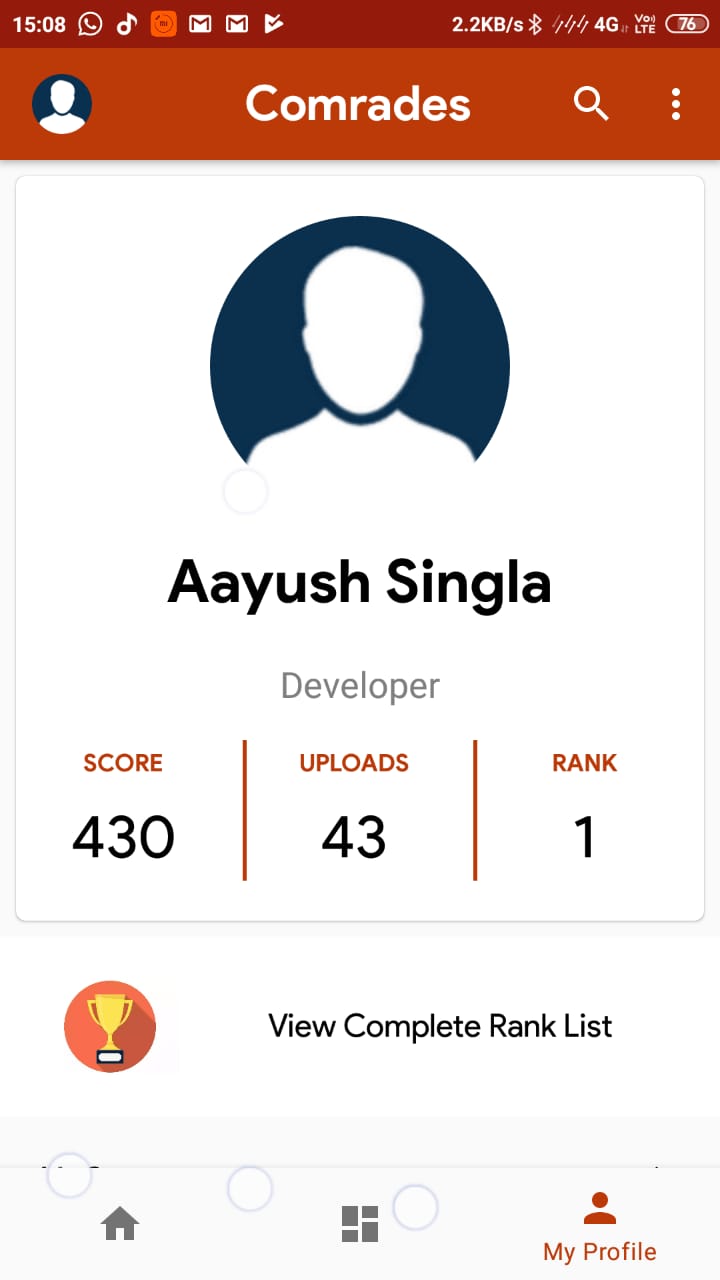 15:08 2.2KB/s 4G Vo) LTE 76
Comrades
Aayush Singla
Developer
SCORE UPLOADS RANK
430 43 1
View Complete Rank List
My Profile